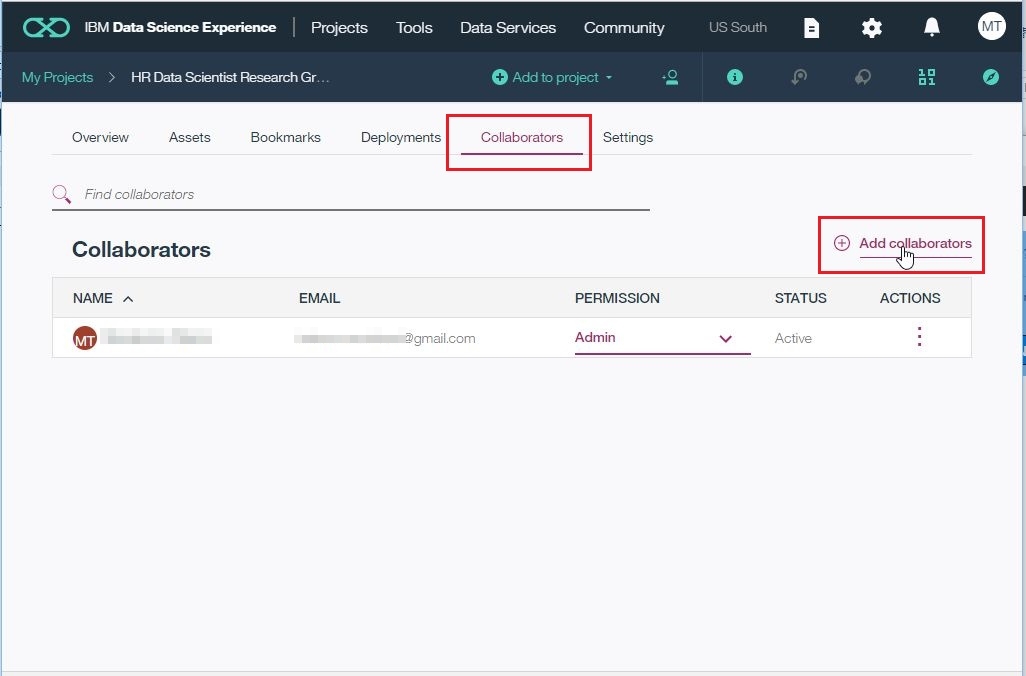 IBM Data Science Experience | Projects Tools Data Services Community US South MT
My Projects > HR Data Scientist Research Gr... Add to project
Overview Assets Bookmarks Deployments Collaborators Settings
Find collaborators
Collaborators
Add collaborators
NAME EMAIL PERMISSION STATUS ACTIONS
MT @gmail.com Admin Active